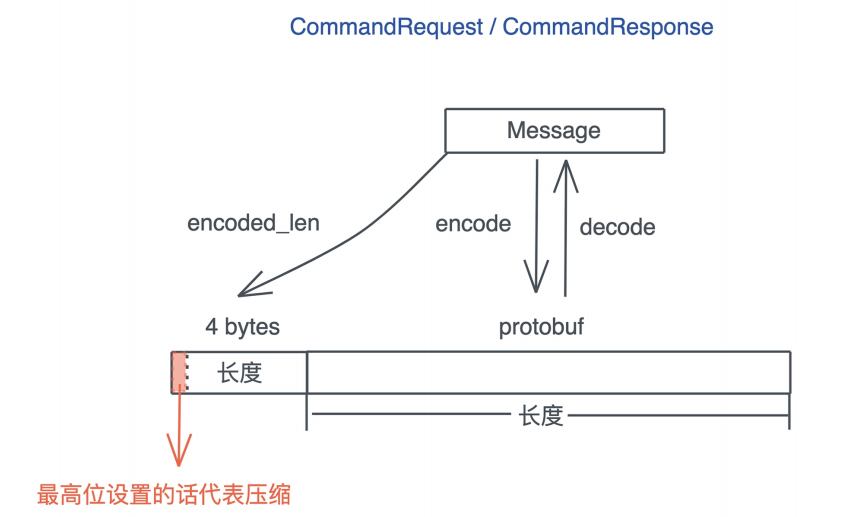 CommandRequest / CommandResponse
Message
encoded_len
encode
decode
4 bytes
protobuf
长度
长度
最高位设置的话代表压缩